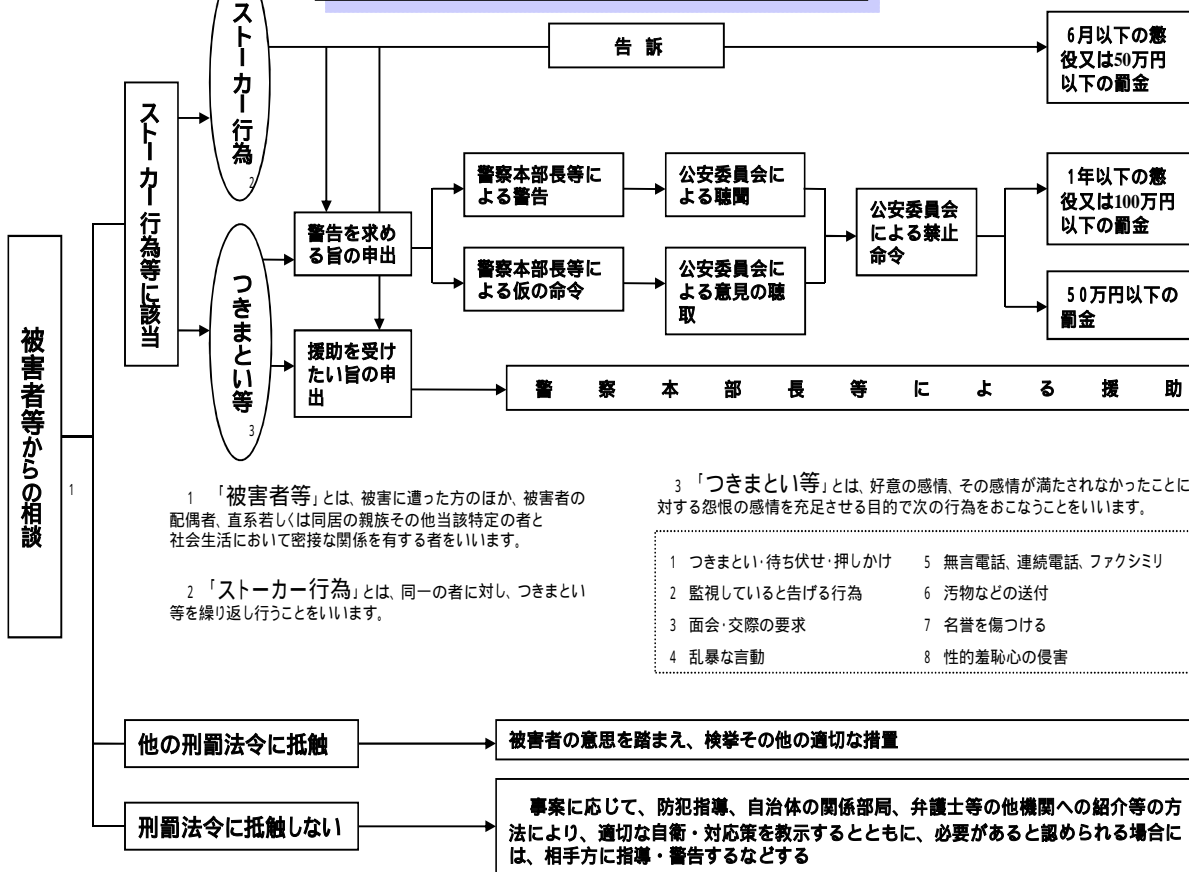 ストーカー行為
2
告訴
6月以下の懲
役又は50万円
以下の罰金
ストーカー行為等に該当
警察本部長等に
よる警告
公安委員会に
よる聴聞
公安委員会
による禁止
命令
1年以下の懲
役又は100万円
以下の罰金
警告を求め
る旨の申出
警察本部長等に
よる仮の命令
公安委員会に
よる意見の聴
取
50万円以下の
罰金
つきまとい等
3
援助を受け
たい旨の申
出
警察本部長等による援助
被害者等からの相談
1
1 「被害者等」とは、被害に遭った方のほか、被害者の
配偶者、直系若しくは同居の親族その他当該特定の者と
社会生活において密接な関係を有する者をいいます。
2 「ストーカー行為」とは、同一の者に対し、つきまとい
等を繰り返し行うことをいいます。
3 「つきまとい等」とは、好意の感情、その感情が満たされなかったことに
対する怨恨の感情を充足させる目的で次の行為をおこなうことをいいます。
1 つきまとい・待ち伏せ・押しかけ
2 監視していると告げる行為
3 面会・交際の要求
4 乱暴な言動
5 無言電話、連続電話、ファクシミリ
6 汚物などの送付
7 名誉を傷つける
8 性的羞恥心の侵害
他の刑罰法令に抵触
被害者の意思を踏まえ、検挙その他の適切な措置
刑罰法令に抵触しない
事案に応じて、防犯指導、自治体の関係部局、弁護士等の他機関への紹介等の方
法により、適切な自衛・対応策を教示するとともに、必要があると認められる場合に
は、相手方に指導・警告するなどする